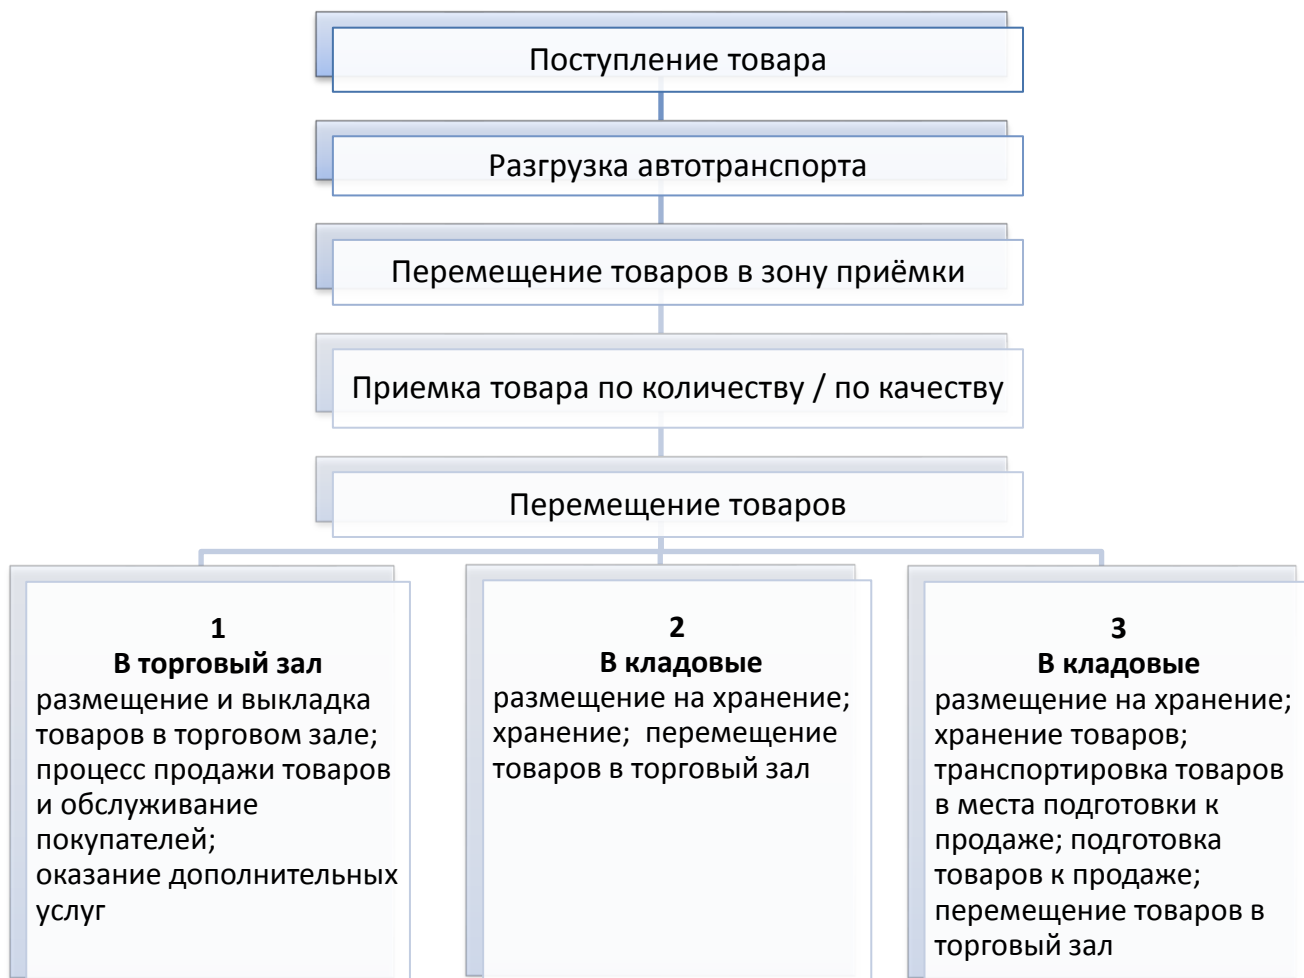 Поступление товара
Разгрузка автотранспорта
Перемещение товаров в зону приёмки
Приемка товара по количеству / по качеству
Перемещение товаров
1
В торговый зал
размещение и выкладка
товаров в торговом зале;
процесс продажи товаров
и обслуживание
покупателей;
оказание дополнительных
услуг
2
В кладовые
размещение на хранение;
хранение; перемещение
товаров в торговый зал
3
В кладовые
размещение на хранение;
хранение товаров;
транспортировка товаров
в места подготовки к
продаже; подготовка
товаров к продаже;
перемещение товаров в
торговый зал